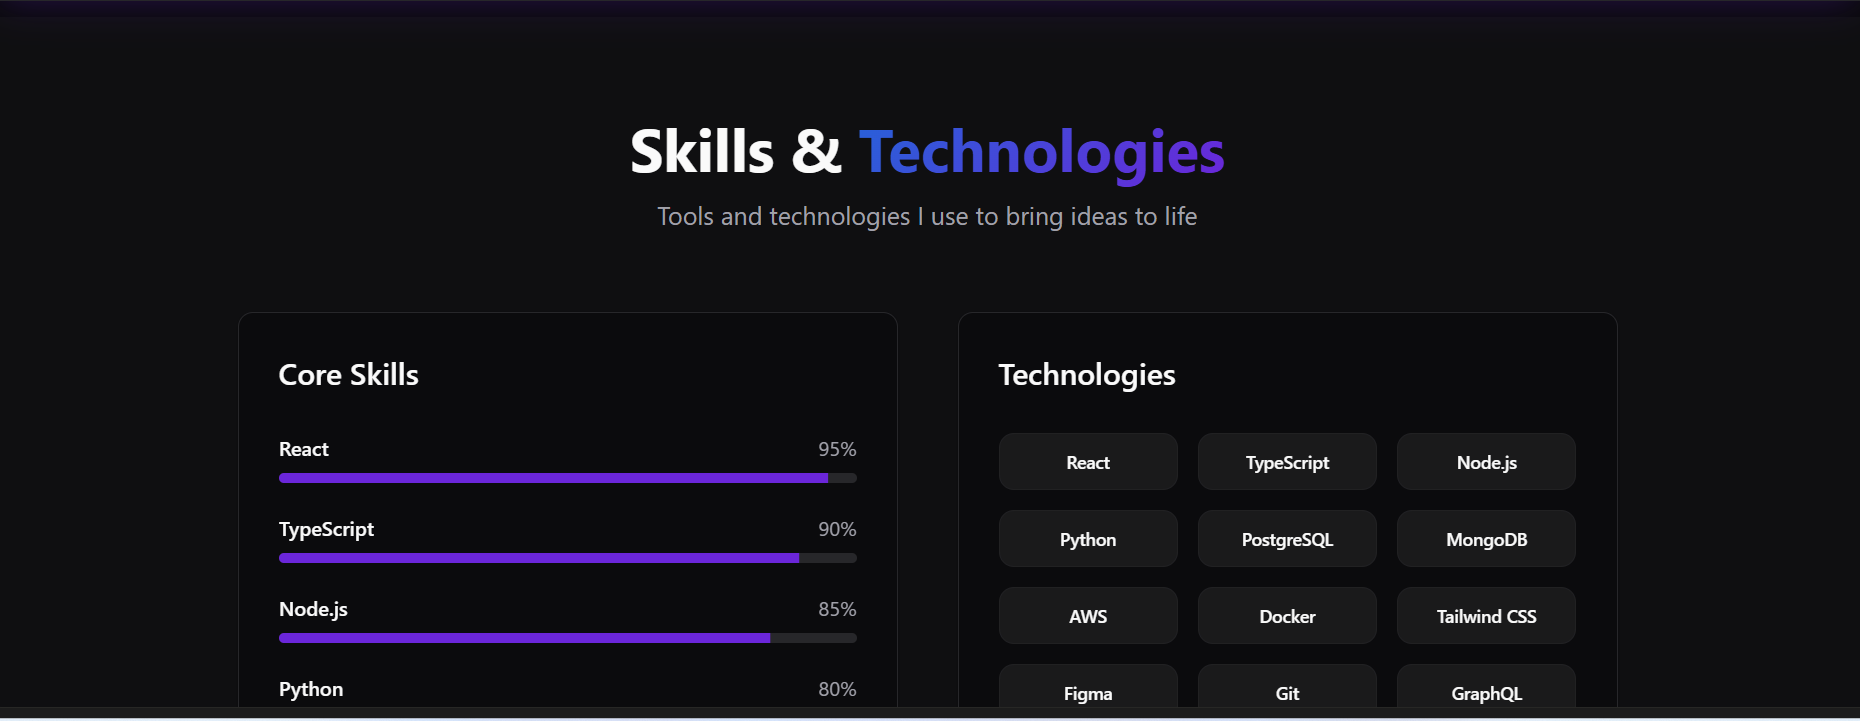 Skills & Technologies
Tools and technologies I use to bring ideas to life
Core Skills
React 95%
TypeScript 90%
Node.js 85%
Python 80%
Technologies
React TypeScript Node.js
Python PostgreSQL MongoDB
AWS Docker Tailwind CSS
Figma Git GraphQL